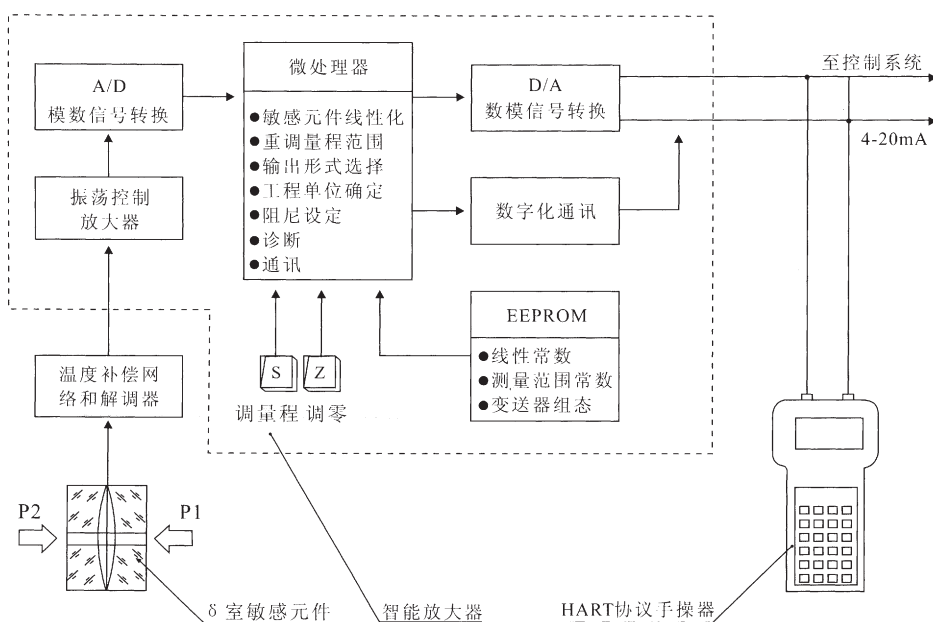 A/D
模数信号转换
微处理器
●敏感元件线性化
●重调量程范围
●输出形式选择
●工程单位确定
●阻尼设定
●诊断
●通讯
D/A
数模信号转换
至控制系统
4-20mA
振荡控制
放大器
数字化通讯
EEPROM
●线性常数
●测量范围常数
●变送器组态
温度补偿网
络和解调器
S
Z
调量程 调零
P2
P1
δ室敏感元件
智能放大器
HART协议手操器